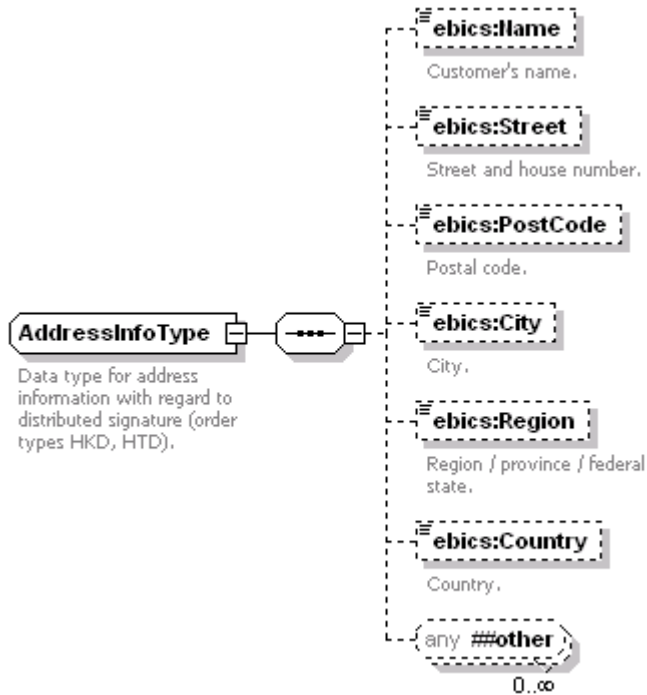 ebics:Name
Customer's name.
ebics:Street
Street and house number.
ebics:PostCode
Postal code.
AddressInfoType
Data type for address
information with regard to
distributed signature (order
types HKD, HTD).
ebics:City
City.
ebics:Region
Region / province / federal
state.
ebics:Country
Country.
any ##other
0..∞